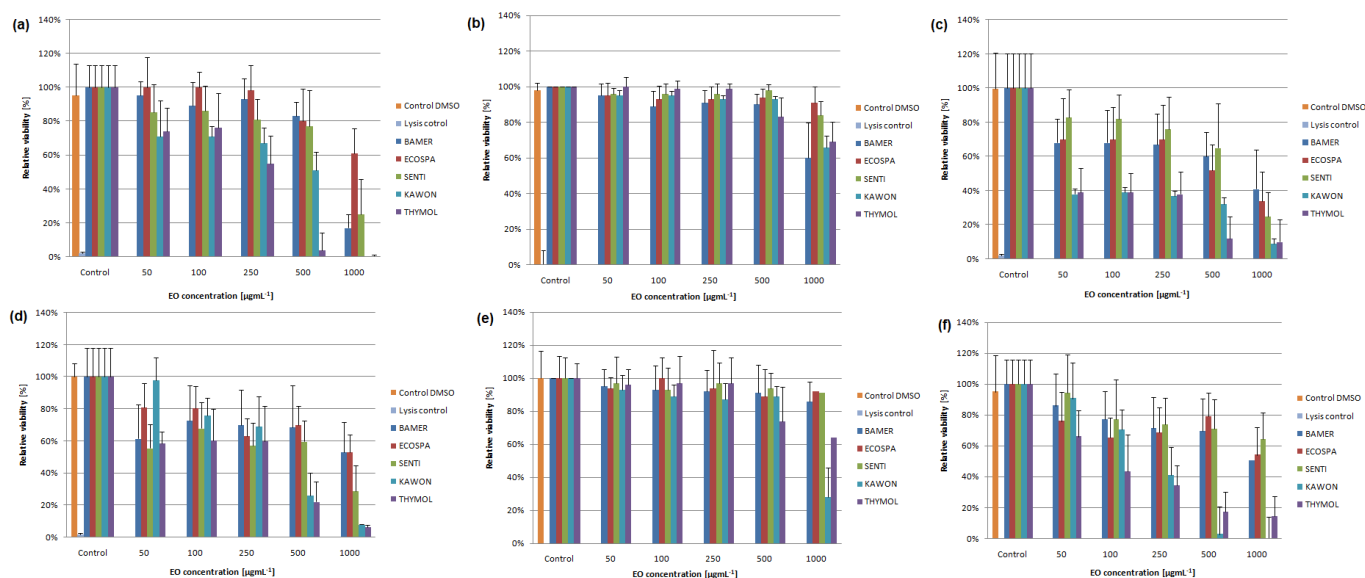 (a)
140%
120%
100%
80%
60%
40%
20%
0%
Relative viability [%]
Control 50 100 250 500 1000
EO concentration [µgmL-1]
Control DMSO
Lysis control
BAMER
ECOSPA
SENTI
KAWON
THYMOL
(b)
140%
120%
100%
80%
60%
40%
20%
0%
Relative viability [%]
Control 50 100 250 500 1000
EO concentration [µgmL-1]
Control DMSO
Lysis control
BAMER
ECOSPA
SENTI
KAWON
THYMOL
(c)
140%
120%
100%
80%
60%
40%
20%
0%
Relative viability [%]
Control 50 100 250 500 1000
EO concentration [µgmL-1]
Control DMSO
Lysis control
BAMER
ECOSPA
SENTI
KAWON
THYMOL
(d)
140%
120%
100%
80%
60%
40%
20%
0%
Relative viability [%]
Control 50 100 250 500 1000
EO concentration [µgmL-1]
Control DMSO
Lysis control
BAMER
ECOSPA
SENTI
KAWON
THYMOL
(e)
140%
120%
100%
80%
60%
40%
20%
0%
Relative viability [%]
Control 50 100 250 500 1000
EO concentration [µgmL-1]
Control DMSO
Lysis control
BAMER
ECOSPA
SENTI
KAWON
THYMOL
(f)
140%
120%
100%
80%
60%
40%
20%
0%
Relative viability [%]
Control 50 100 250 500 1000
EO concentration [µgmL-1]
Control DMSO
Lysis control
BAMER
ECOSPA
SENTI
KAWON
THYMOL